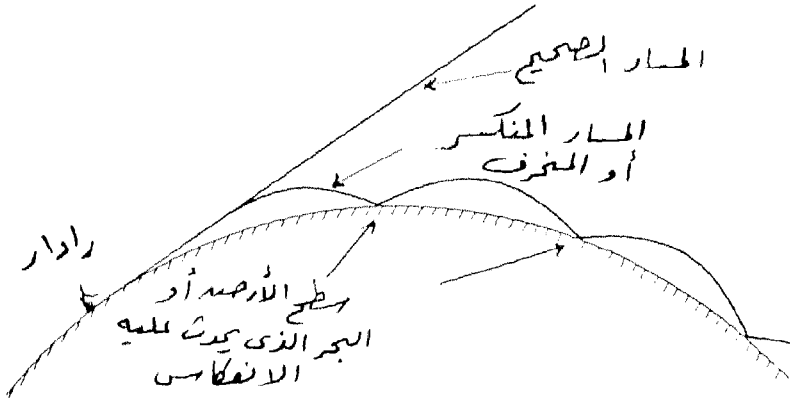 المسار الصحيح
المسار المنكسر
أو المنحرف
رادار
سطح الأرض أو
البحر الذى يحدث عليه
الانعكاس